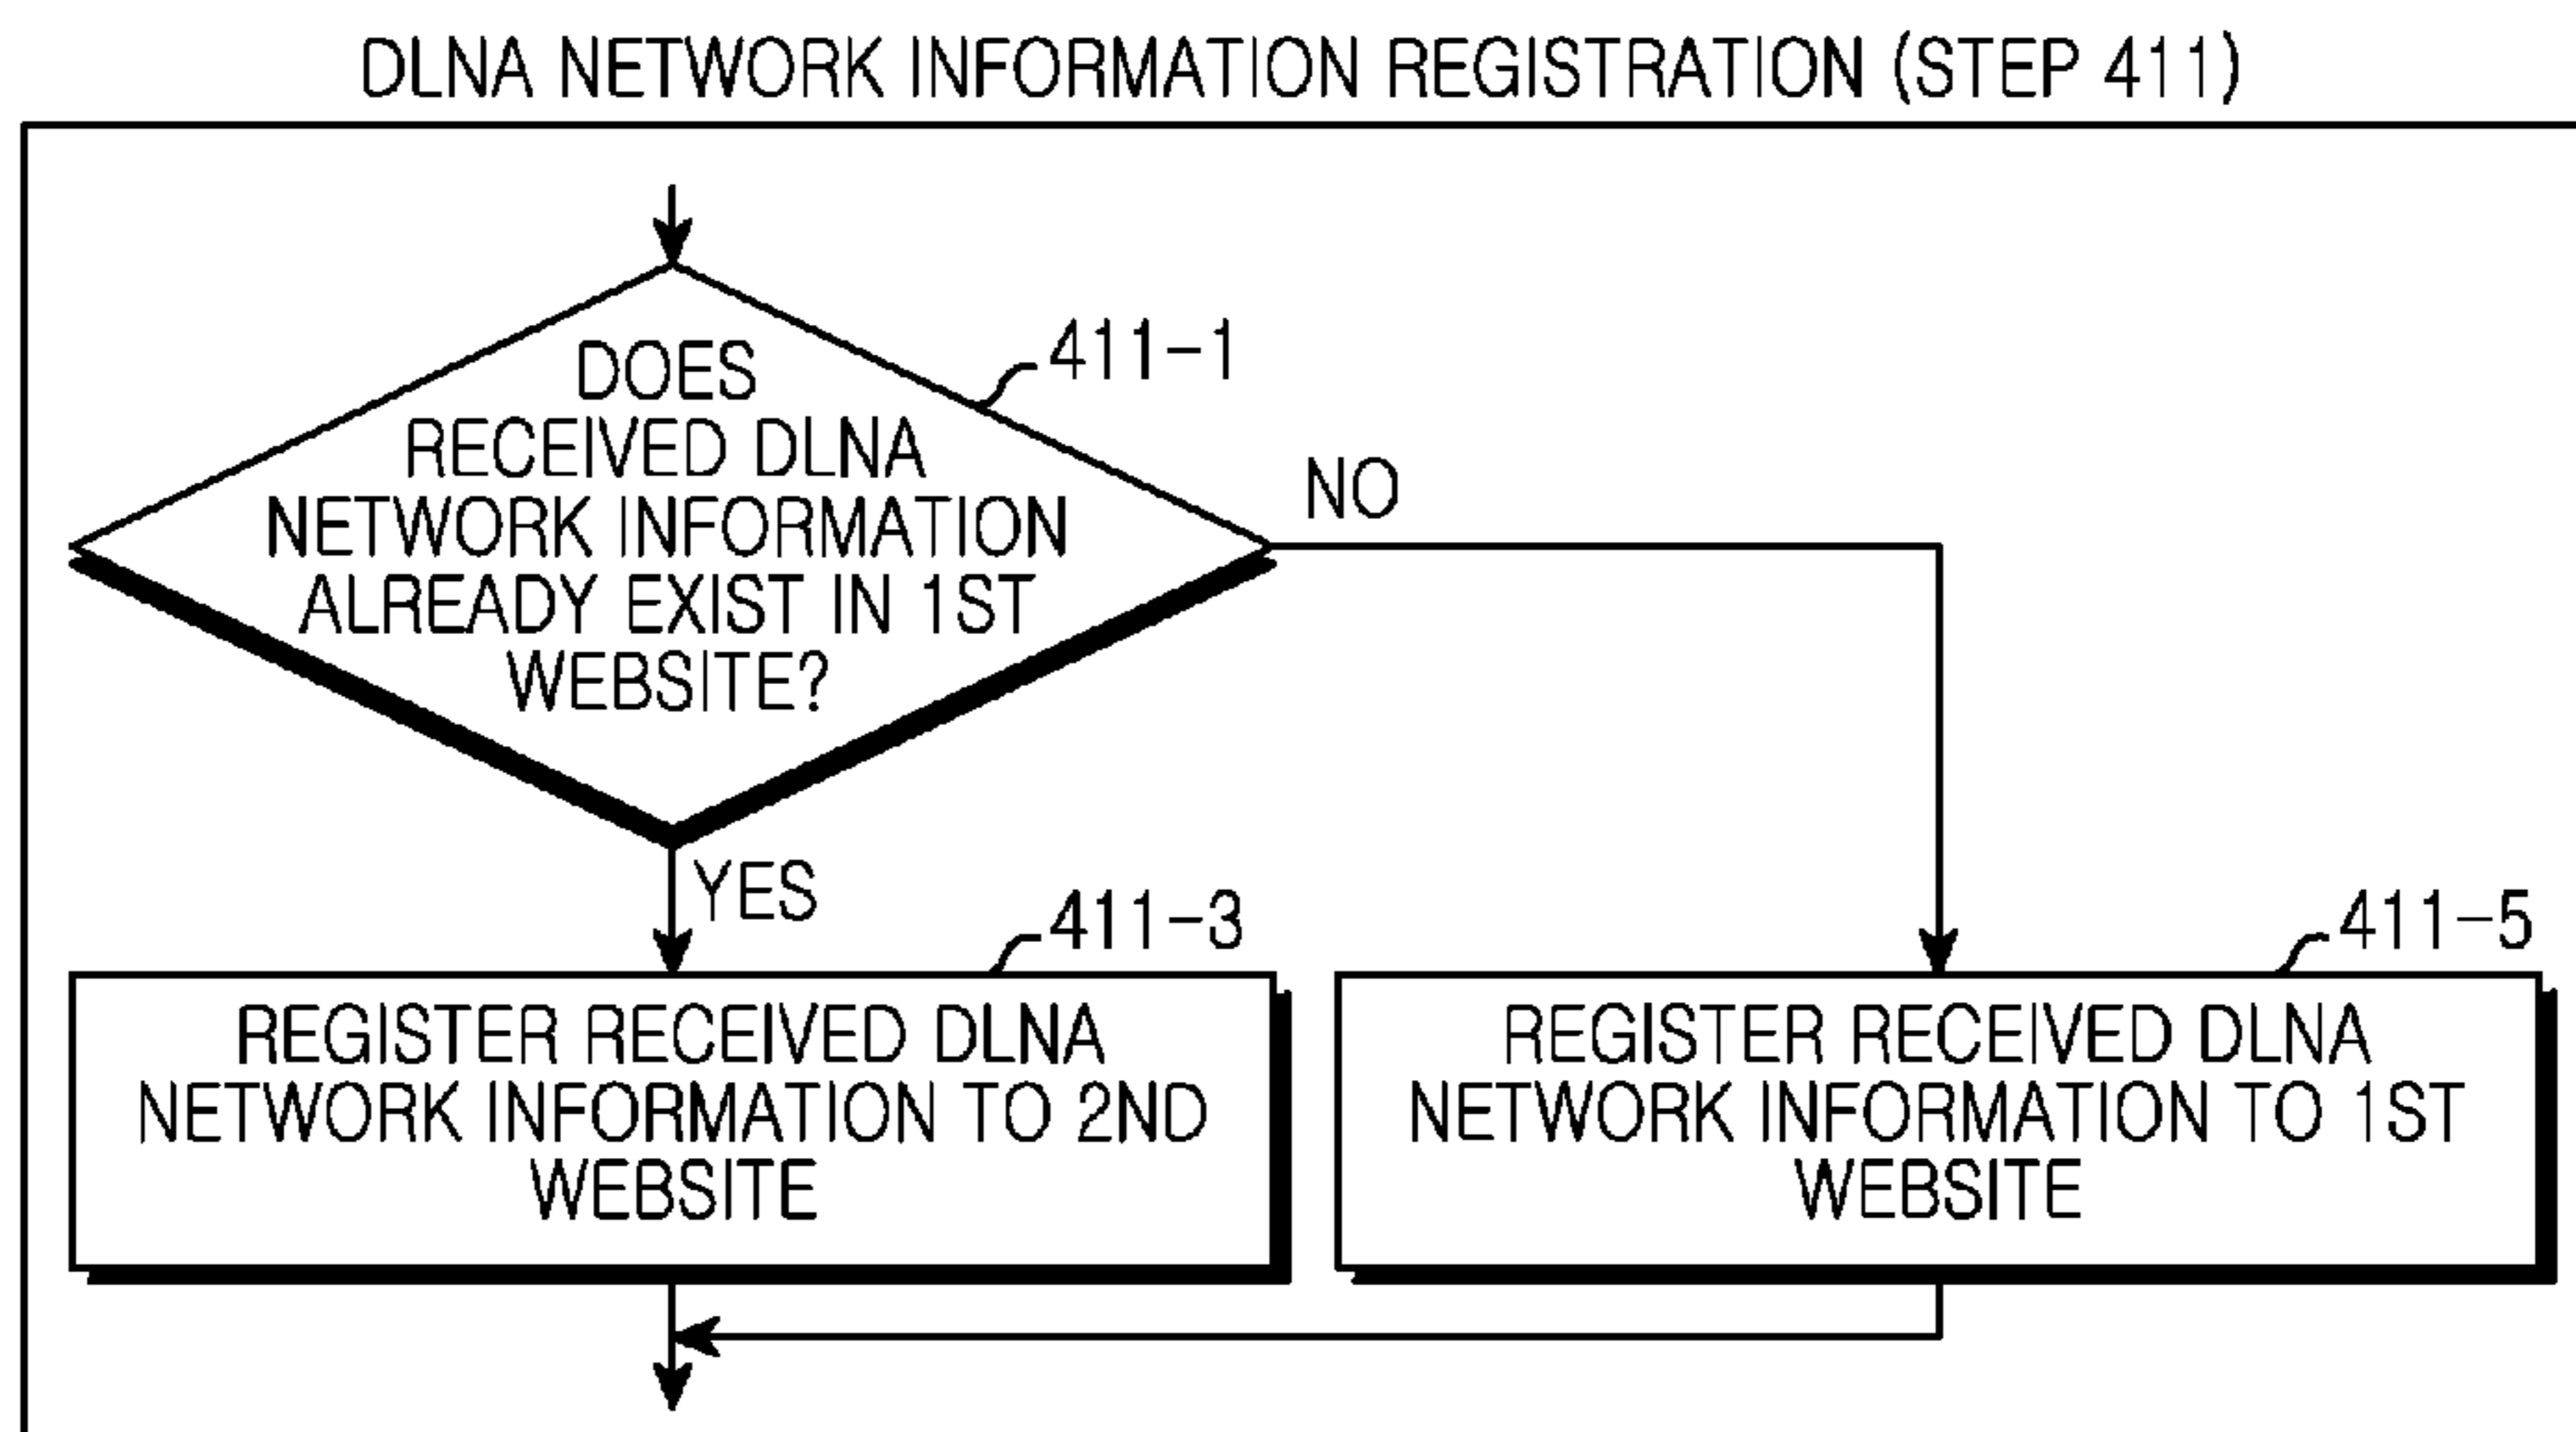 DLNA NETWORK INFORMATION REGISTRATION (STEP 411)
DOES
RECEIVED DLNA
NETWORK INFORMATION
ALREADY EXIST IN 1ST
WEBSITE?
411-1
NO
YES
411-3
REGISTER RECEIVED DLNA
NETWORK INFORMATION TO 2ND
WEBSITE
411-5
REGISTER RECEIVED DLNA
NETWORK INFORMATION TO 1ST
WEBSITE